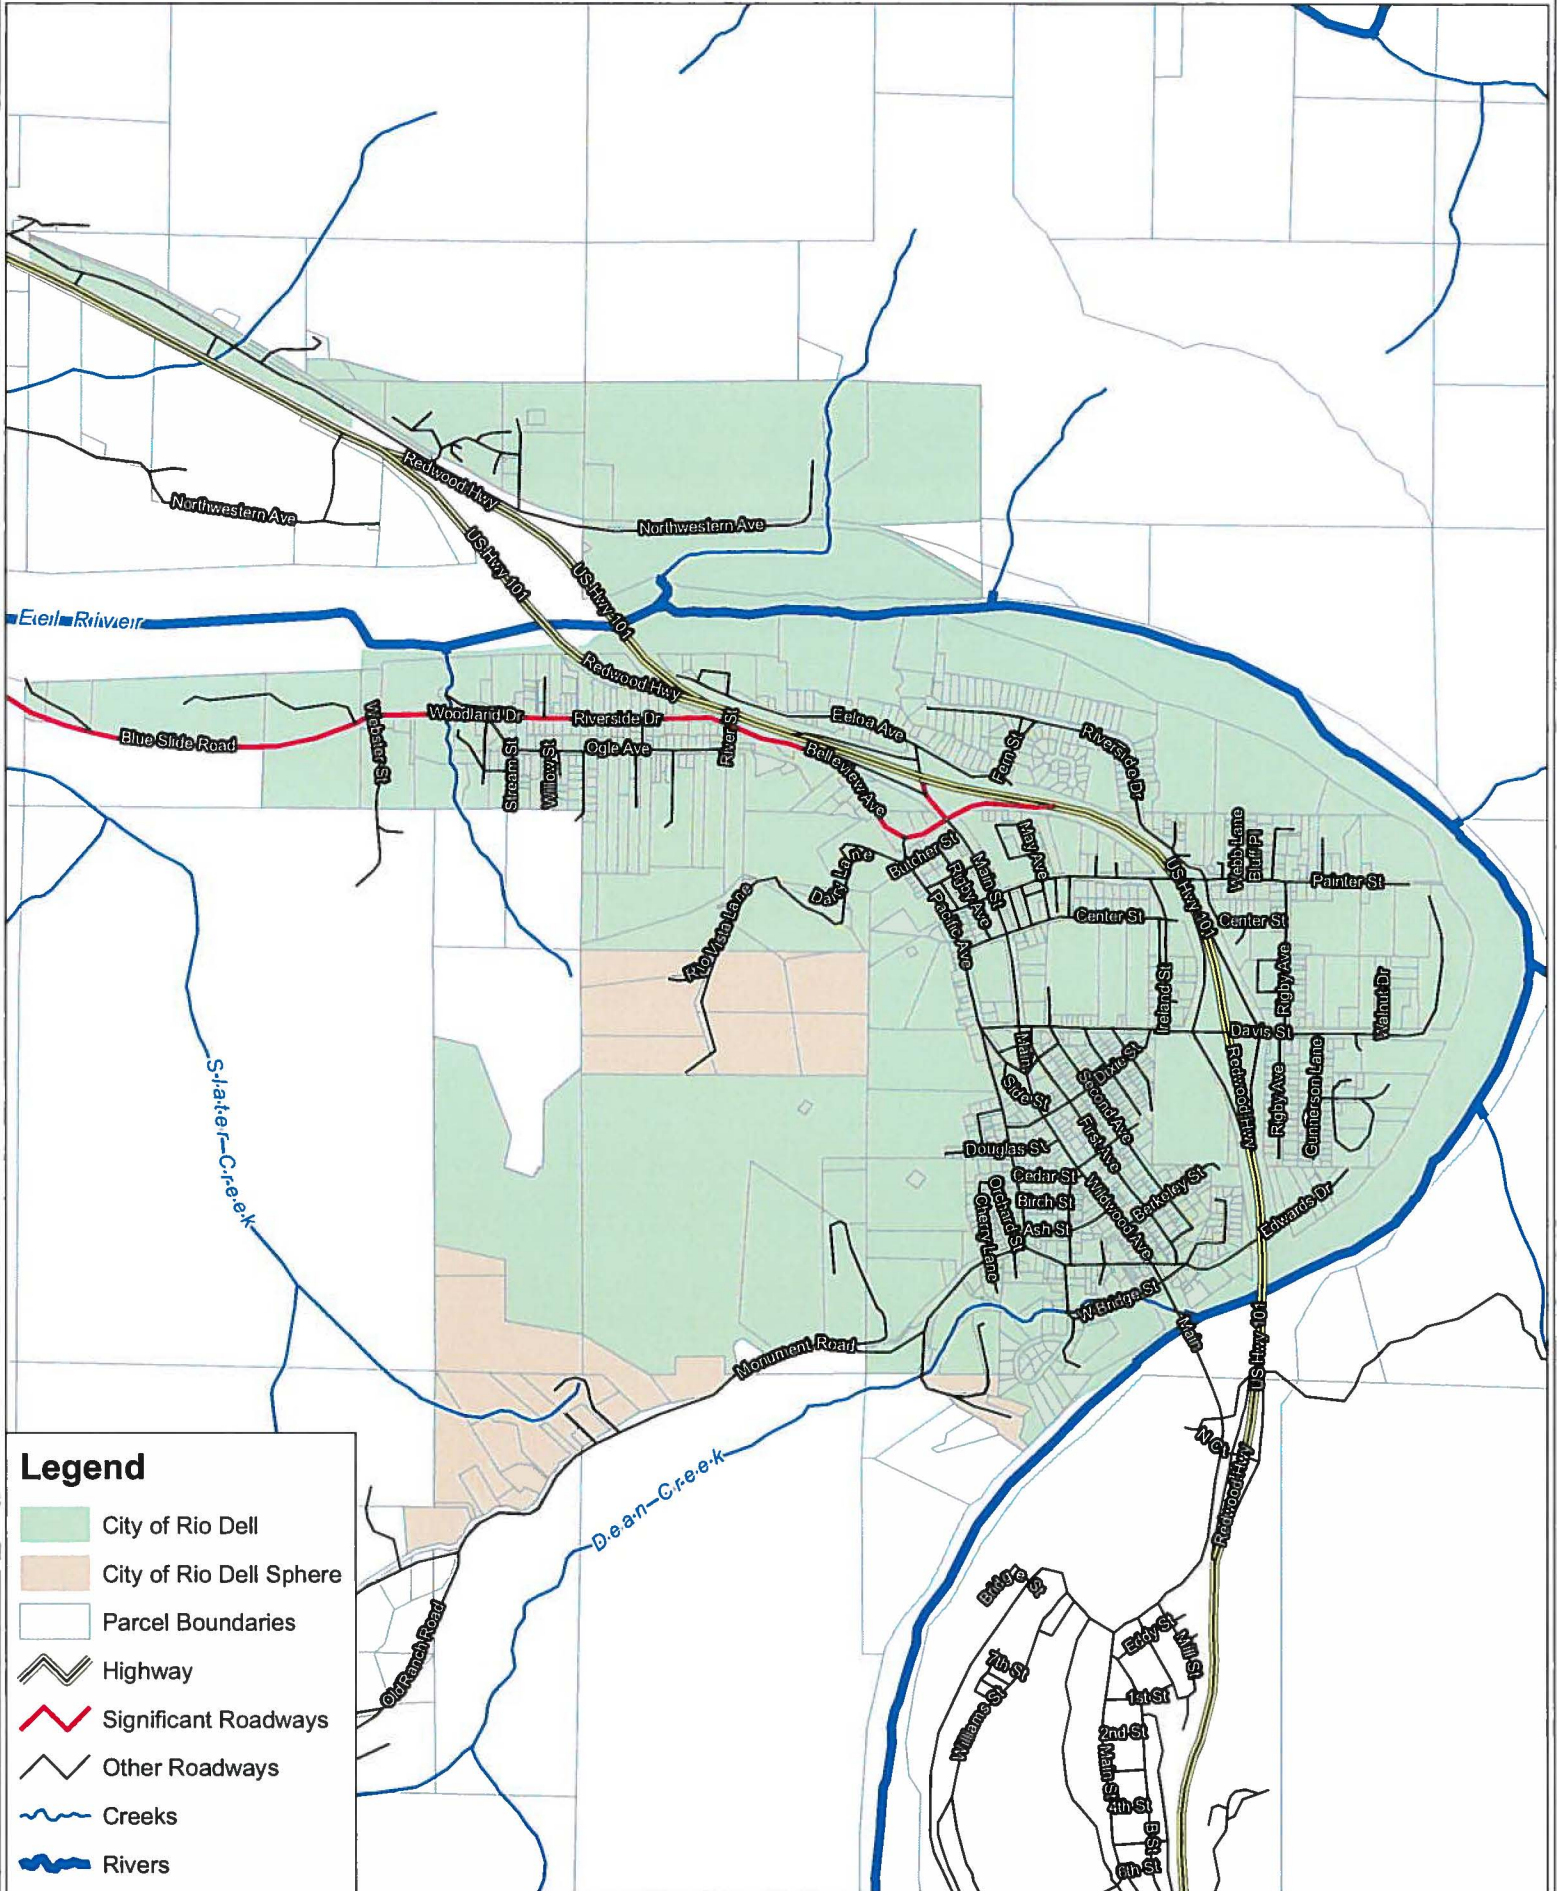 Redwood Hwy
Northwestern Ave
Northwestern Ave
US Hwy 101
US Hwy 101
Eel River
Redwood Hwy
Woodland Dr
Riverside Dr
Webster St
River St
Eeloa Ave
Blue Slide Road
Ogle Ave
Stream St
Willow St
Belleview Ave
Fern St
Riverside Dr
May Ave
Webb Lane
Bluff Pl
Butcher St
Main St
Rigby Ave
US Hwy 101
Painter St
Rio Vista Lane
Pacific Ave
Center St
Center St
Ireland St
Rigby Ave
Walnut Dr
Davis St
Main
Dixie St
Redwood Hwy
Side St
Second Ave
Rigby Ave
Gunnerson Lane
Slater Creek
First Ave
Douglas St
Cedar St
Orchard St
Birch St
Wildwood Ave
Berkeley St
Cherry Lane
Ash St
Edwards Dr
W Bridge St
Main
US Hwy 101
Monument Road
N Ct
Redwood Hwy
Dean Creek
Bridge St
Old Ranch Road
Eddy St
Mill St
7th St
Williams St
1st St
2nd St
Main St
4th St
B St
6th St
Legend
City of Rio Dell
City of Rio Dell Sphere
Parcel Boundaries
Highway
Significant Roadways
Other Roadways
Creeks
Rivers